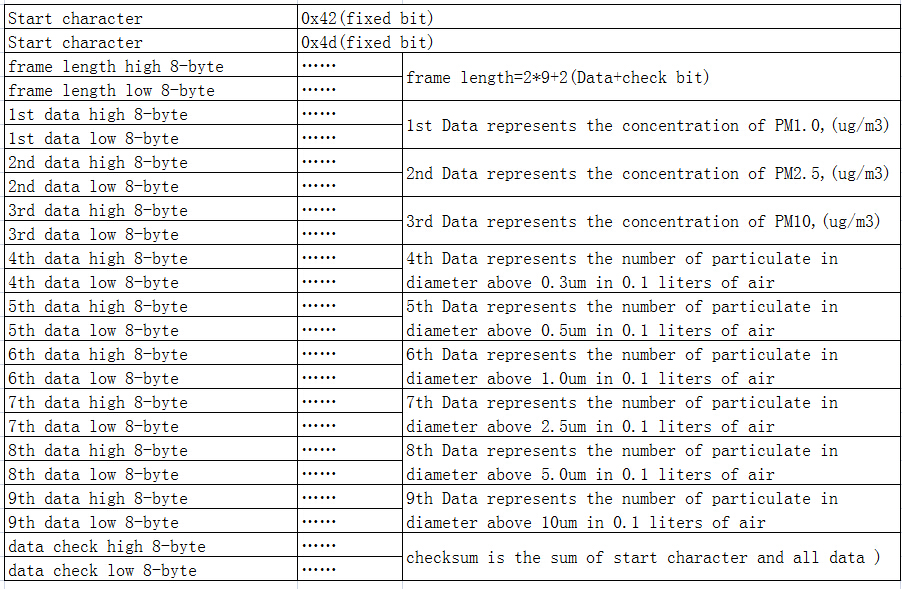 Start character 0x42(fixed bit)
Start character 0x4d(fixed bit)
frame length high 8-byte ······ frame length=2*9+2(Data+check bit)
frame length low 8-byte ······
1st data high 8-byte ······ 1st Data represents the concentration of PM1.0,(ug/m3)
1st data low 8-byte ······
2nd data high 8-byte ······ 2nd Data represents the concentration of PM2.5,(ug/m3)
2nd data low 8-byte ······
3rd data high 8-byte ······ 3rd Data represents the concentration of PM10,(ug/m3)
3rd data low 8-byte ······
4th data high 8-byte ······ 4th Data represents the number of particulate in
4th data low 8-byte ······ diameter above 0.3um in 0.1 liters of air
5th data high 8-byte ······ 5th Data represents the number of particulate in
5th data low 8-byte ······ diameter above 0.5um in 0.1 liters of air
6th data high 8-byte ······ 6th Data represents the number of particulate in
6th data low 8-byte ······ diameter above 1.0um in 0.1 liters of air
7th data high 8-byte ······ 7th Data represents the number of particulate in
7th data low 8-byte ······ diameter above 2.5um in 0.1 liters of air
8th data high 8-byte ······ 8th Data represents the number of particulate in
8th data low 8-byte ······ diameter above 5.0um in 0.1 liters of air
9th data high 8-byte ······ 9th Data represents the number of particulate in
9th data low 8-byte ······ diameter above 10um in 0.1 liters of air
data check high 8-byte ······ checksum is the sum of start character and all data )
data check low 8-byte ······